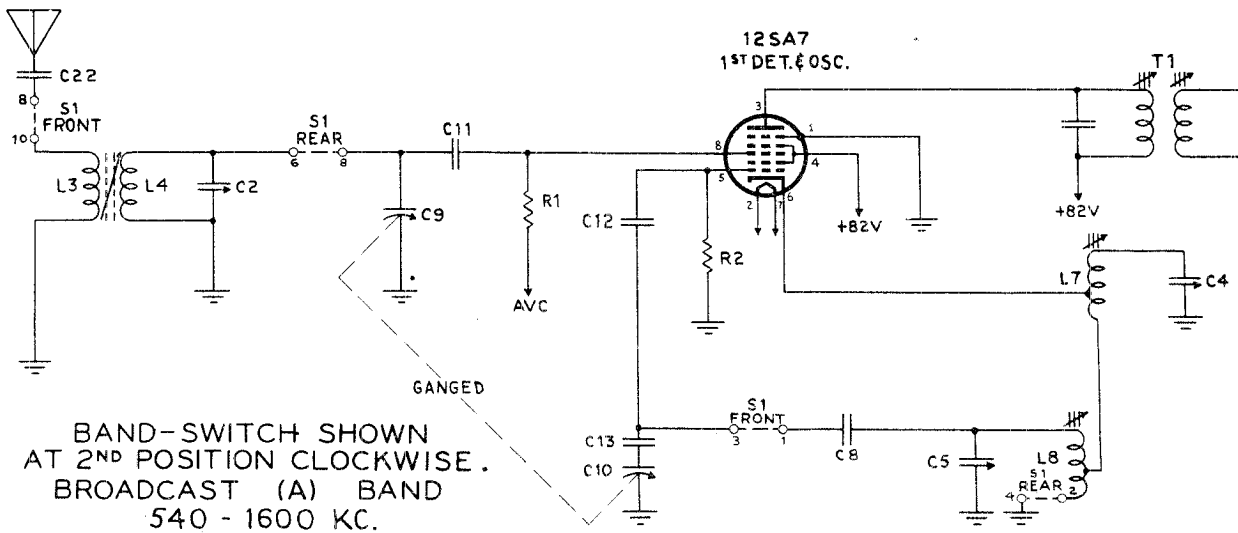 12SA7
1ST DET. & OSC.
T1
C22
8
S1
FRONT
10
L3
L4
C2
S1
REAR
6
8
C11
C9
R1
AVC
3
1
8
4
5
2
7
6
C12
R2
+82V
+82V
L7
C4
GANGED
C13
C10
S1
FRONT
3
1
C8
C5
L8
S1
REAR
4
2
BAND-SWITCH SHOWN
AT 2ND POSITION CLOCKWISE.
BROADCAST (A) BAND
540 - 1600 KC.